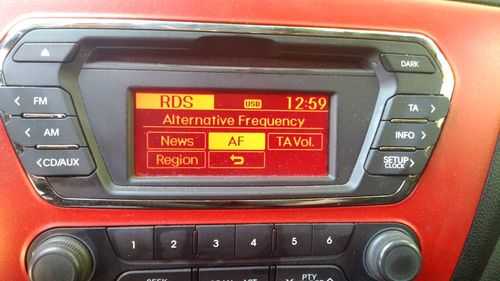 DARK
RDS USB 12:59
Alternative Frequency
News AF TA Vol.
Region
FM
AM
CD/AUX
TA
INFO
SETUP
CLOCK
1 2 3 4 5 6
SEEK
PTY